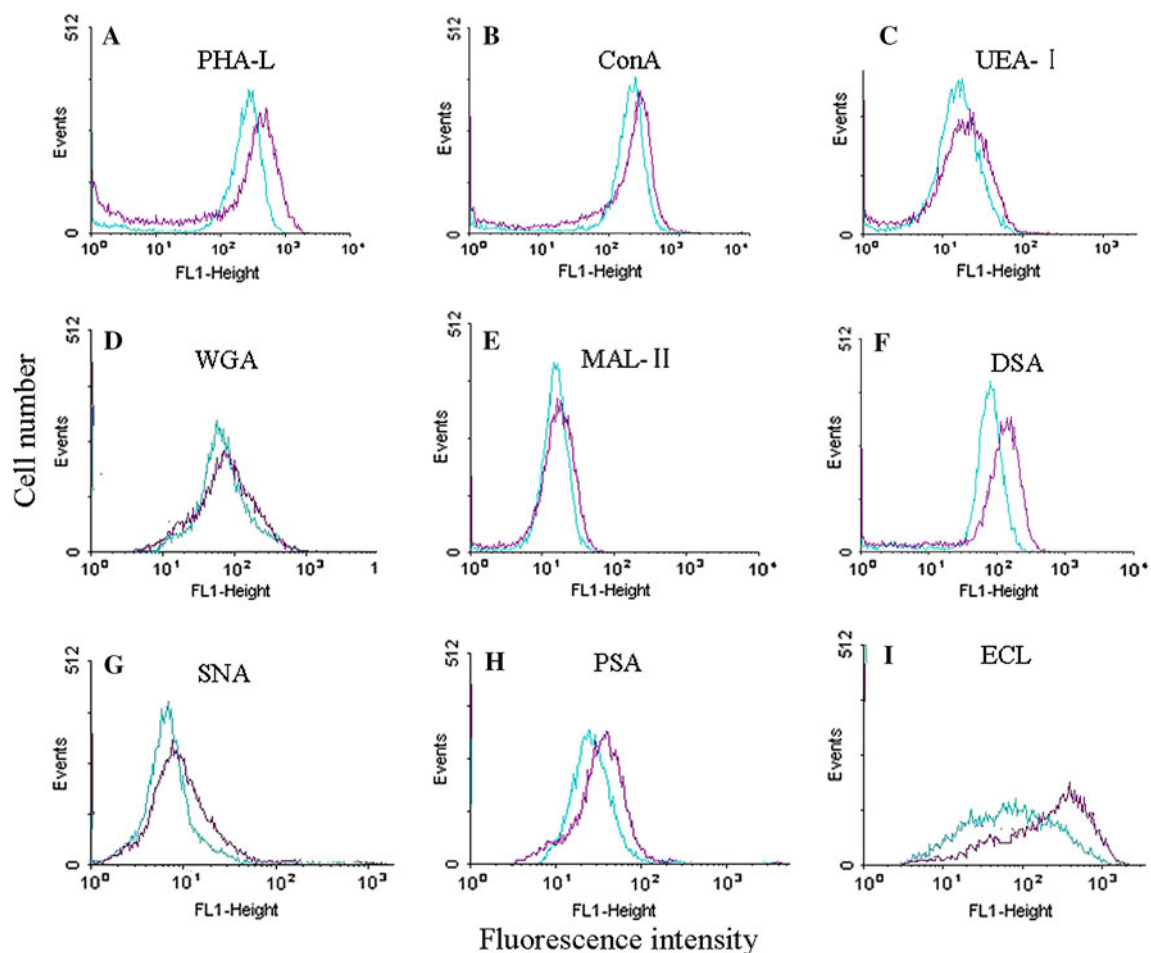 A
PHA-L
512
Events
0
10⁰ 10² 10³ 10⁴
FL1-Height
B
ConA
512
Events
0
10⁰ 10¹ 10² 10³ 10⁴
FL1-Height
C
UEA-Ⅰ
512
Events
0
10⁰ 10¹ 10² 10³
FL1-Height
D
WGA
512
Events
0
10⁰ 10¹ 10² 10³ 1
FL1-Height
E
MAL-Ⅱ
512
Events
0
10⁰ 10¹ 10² 10³ 10⁴
FL1-Height
F
DSA
512
Events
0
10⁰ 10¹ 10² 10³ 10⁴
FL1-Height
G
SNA
512
Events
0
10⁰ 10¹ 10² 10³
FL1-Height
H
PSA
512
Events
0
10⁰ 10¹ 10² 10³
FL1-Height
I
ECL
512
Events
0
10⁰ 10¹ 10² 10³
FL1-Height
Cell number
Fluorescence intensity